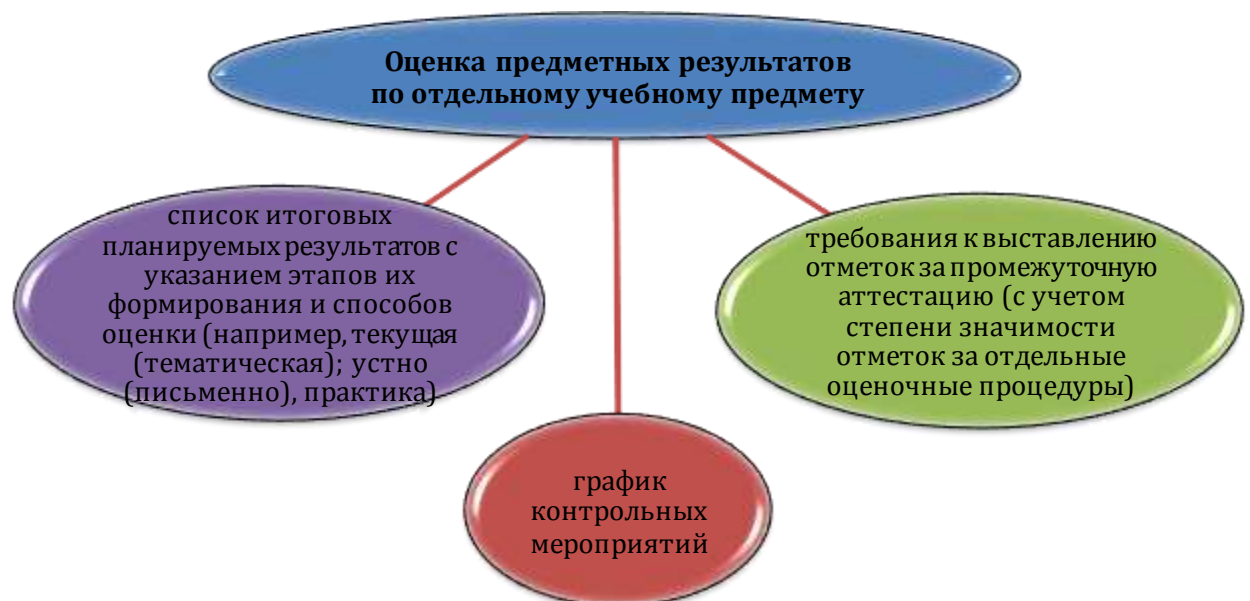 Оценка предметных результатов
по отдельному учебному предмету
список итоговых
планируемых результатов с
указанием этапов их
формирования и способов
оценки (например, текущая
(тематическая); устно
(письменно), практика)
требования к выставлению
отметок за промежуточную
аттестацию (с учетом
степени значимости
отметок за отдельные
оценочные процедуры)
график
контрольных
мероприятий